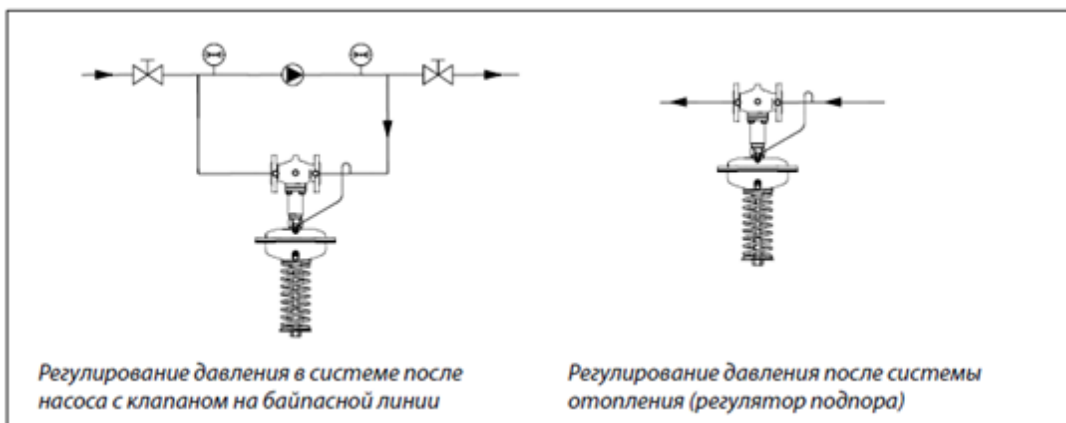 Регулирование давления в системе после
насоса с клапаном на байпасной линии
Регулирование давления после системы
отопления (регулятор подпора)